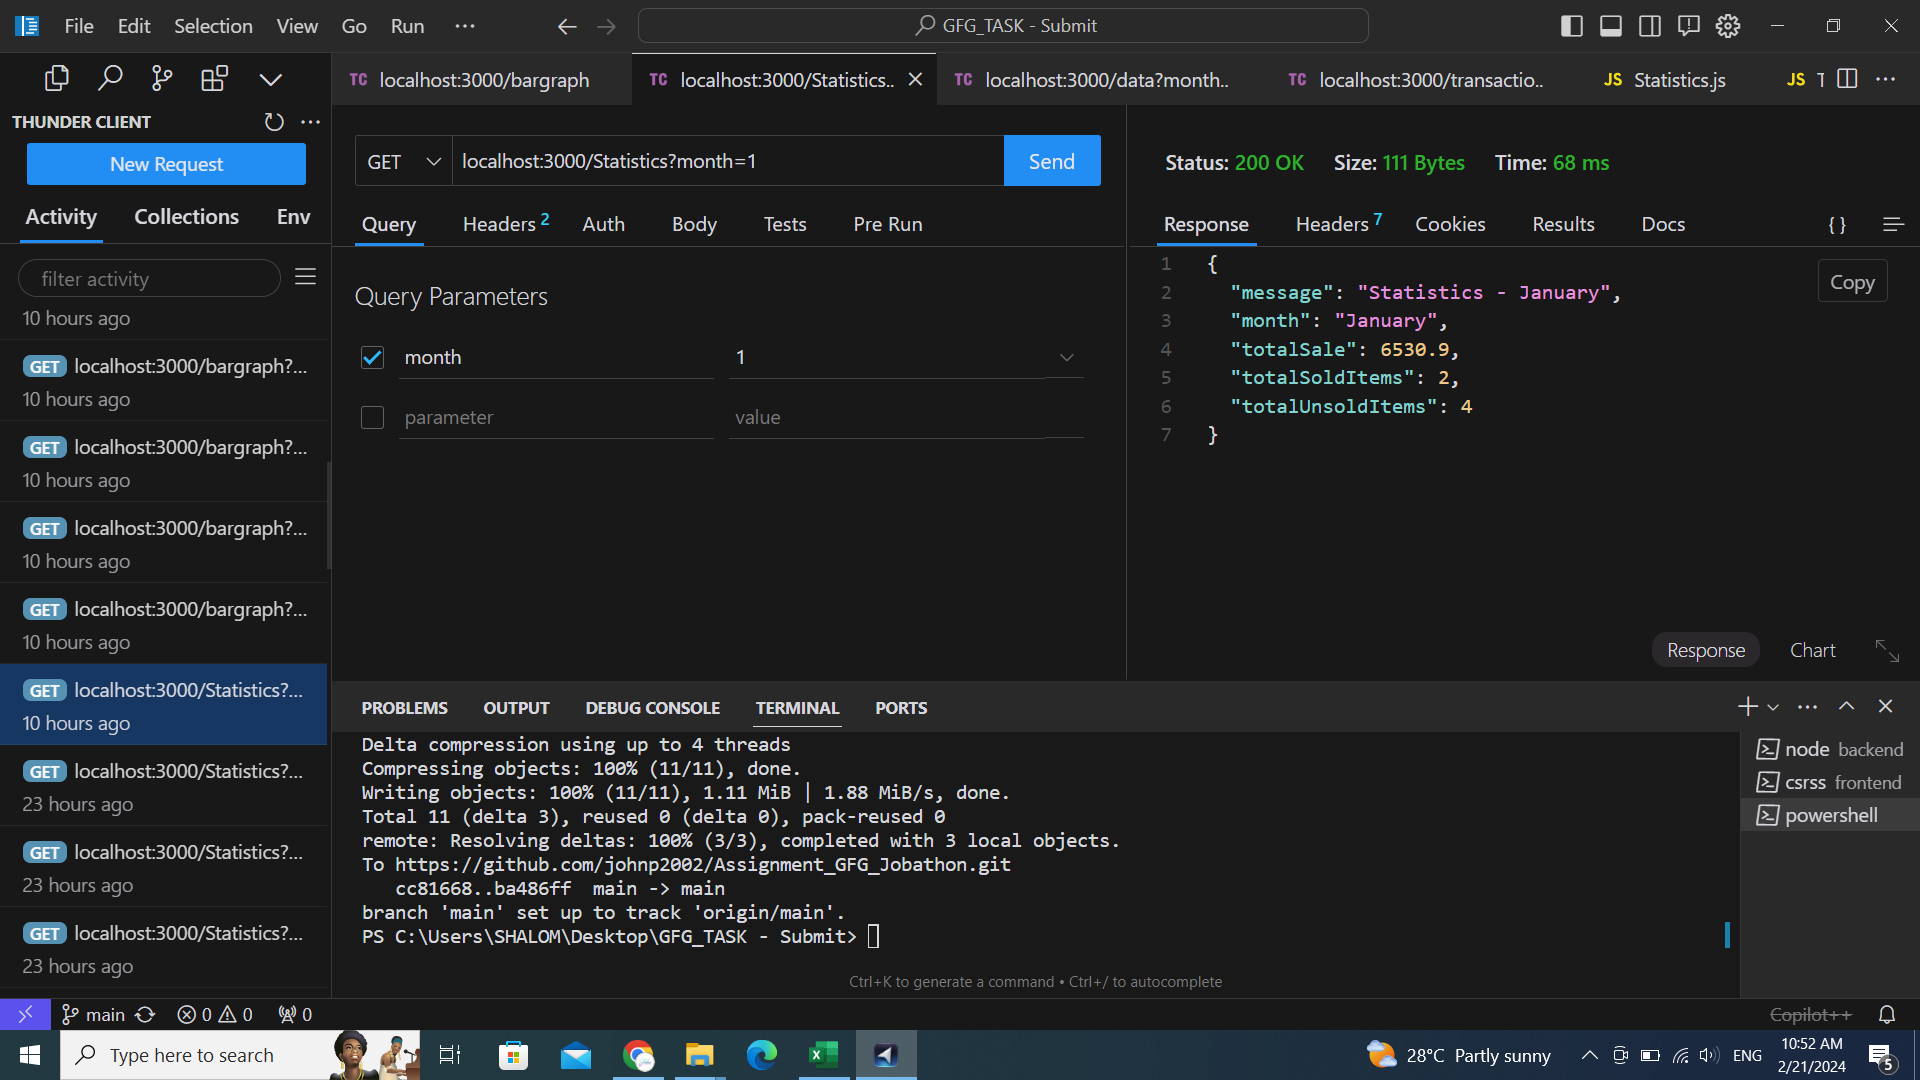 File Edit Selection View Go Run ...
GFG_TASK - Submit
TC localhost:3000/bargraph
TC localhost:3000/Statistics..
TC localhost:3000/data?month..
TC localhost:3000/transactio..
JS Statistics.js
JS T
THUNDER CLIENT
New Request
Activity Collections Env
filter activity
10 hours ago
GET localhost:3000/bargraph?...
10 hours ago
GET localhost:3000/bargraph?...
10 hours ago
GET localhost:3000/bargraph?...
10 hours ago
GET localhost:3000/bargraph?...
10 hours ago
GET localhost:3000/Statistics?...
10 hours ago
GET localhost:3000/Statistics?...
23 hours ago
GET localhost:3000/Statistics?...
23 hours ago
GET localhost:3000/Statistics?...
23 hours ago
GET localhost:3000/Statistics?month=1 Send
Query Headers 2 Auth Body Tests Pre Run
Query Parameters
month 1
parameter value
Status: 200 OK Size: 111 Bytes Time: 68 ms
Response Headers 7 Cookies Results Docs { }
1 {
2 "message": "Statistics - January",
3 "month": "January",
4 "totalSale": 6530.9,
5 "totalSoldItems": 2,
6 "totalUnsoldItems": 4
7 }
Copy
Response Chart
PROBLEMS OUTPUT DEBUG CONSOLE TERMINAL PORTS
Delta compression using up to 4 threads
Compressing objects: 100% (11/11), done.
Writing objects: 100% (11/11), 1.11 MiB | 1.88 MiB/s, done.
Total 11 (delta 3), reused 0 (delta 0), pack-reused 0
remote: Resolving deltas: 100% (3/3), completed with 3 local objects.
To https://github.com/johnp2002/Assignment_GFG_Jobathon.git
cc81668..ba486ff main -> main
branch 'main' set up to track 'origin/main'.
PS C:\Users\SHALOM\Desktop\GFG_TASK - Submit>
Ctrl+K to generate a command • Ctrl+/ to autocomplete
node backend
csrss frontend
powershell
main 0 0 0
Copilot++
Type here to search
28°C Partly sunny
ENG
10:52 AM
2/21/2024
5